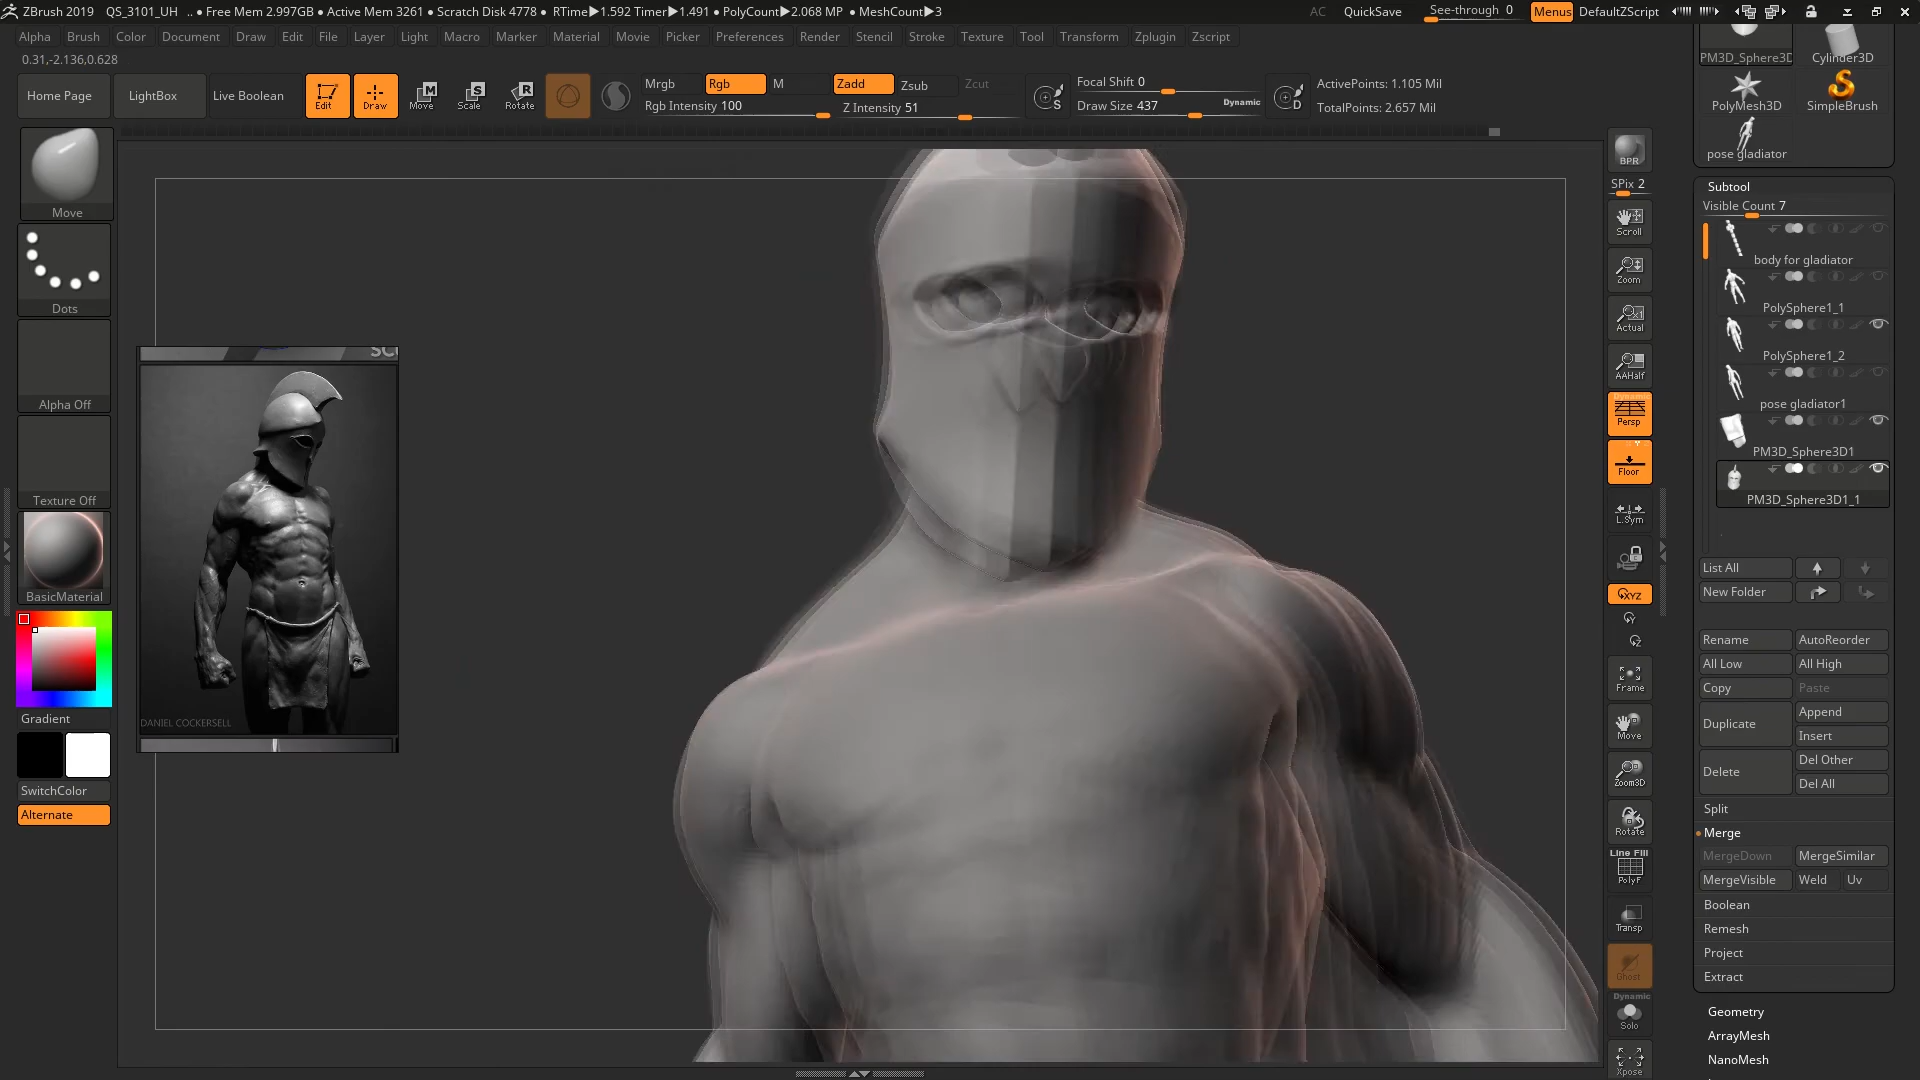 ZBrush 2019 QS_3101_UH .. • Free Mem 2.997GB • Active Mem 3261 • Scratch Disk 4778 • RTime▶1.592 Timer▶1.491 • PolyCount▶2.068 MP • MeshCount▶3 AC QuickSave See-through 0 Menus DefaultZScript
Alpha Brush Color Document Draw Edit File Layer Light Macro Marker Material Movie Picker Preferences Render Stencil Stroke Texture Tool Transform Zplugin Zscript
0.31,-2.136,0.628
Home Page LightBox Live Boolean Edit Draw Move Scale Rotate
Mrgb Rgb M Zadd Zsub Zcut
Rgb Intensity 100 Z Intensity 51
Focal Shift 0
Draw Size 437 Dynamic
ActivePoints: 1.105 Mil
TotalPoints: 2.657 Mil
Move
Dots
Alpha Off
Texture Off
BasicMaterial
Gradient
SwitchColor
Alternate
DANIEL COCKERSELL
BPR
SPix 2
Scroll
Zoom
Actual
AAHalf
Dynamic
Persp
Floor
L.Sym
XYZ
Frame
Move
Zoom3D
Rotate
Line Fill
PolyF
Transp
Ghost
Dynamic
Solo
Xpose
PM3D_Sphere3D Cylinder3D
PolyMesh3D SimpleBrush
pose gladiator
Subtool
Visible Count 7
body for gladiator
PolySphere1_1
PolySphere1_2
pose gladiator1
PM3D_Sphere3D1
PM3D_Sphere3D1_1
List All
New Folder
Rename AutoReorder
All Low All High
Copy Paste
Duplicate Append
Insert
Delete Del Other
Del All
Split
Merge
MergeDown MergeSimilar
MergeVisible Weld Uv
Boolean
Remesh
Project
Extract
Geometry
ArrayMesh
NanoMesh